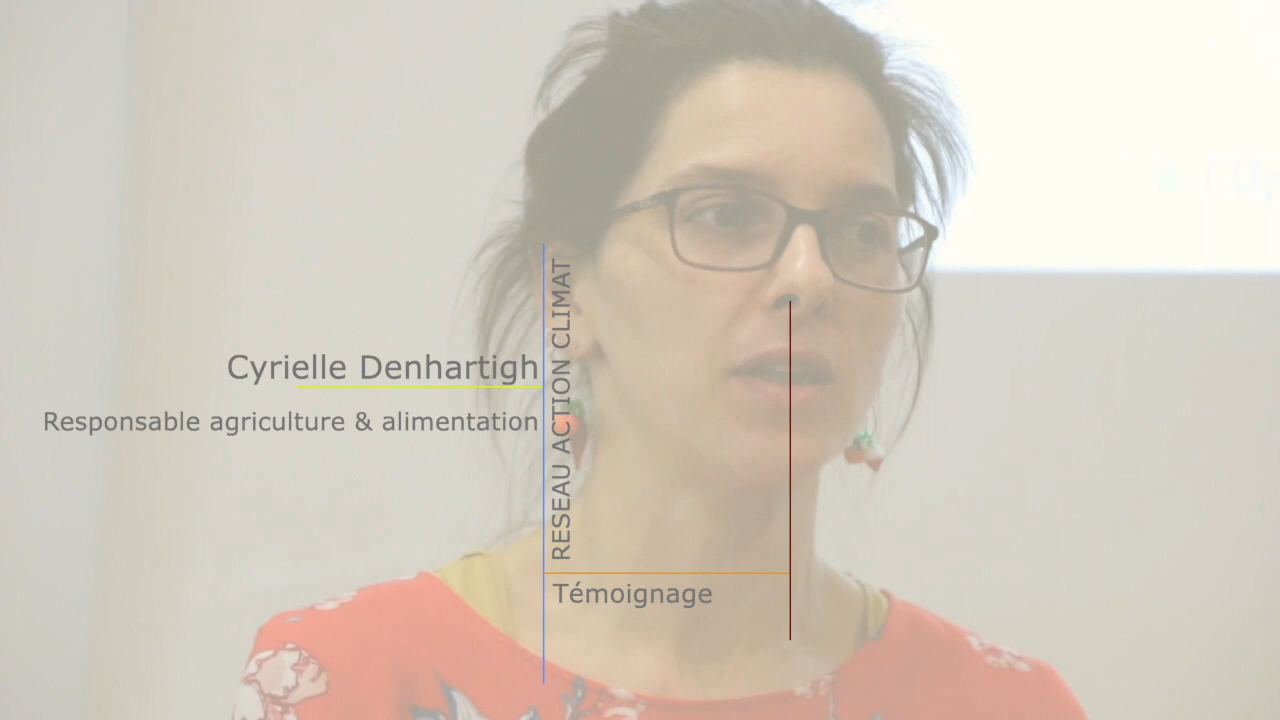 Cyrielle Denhartigh
Responsable agriculture & alimentation
RESEAU ACTION CLIMAT
Témoignage